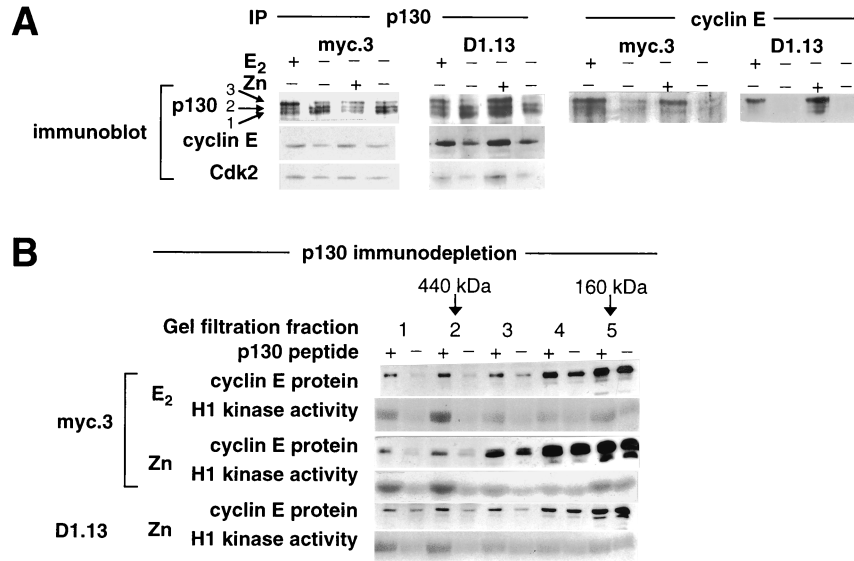 A
IP p130 cyclin E
myc.3 D1.13 myc.3 D1.13
E2 + − − − + − − − + − − − + − − −
Zn − − + − − − + − − − + − − − + −
3
p130 2
1
immunoblot
cyclin E
Cdk2
B
p130 immunodepletion
440 kDa 160 kDa
Gel filtration fraction 1 2 3 4 5
p130 peptide + − + − + − + − + −
cyclin E protein
E2
H1 kinase activity
myc.3
cyclin E protein
Zn
H1 kinase activity
cyclin E protein
D1.13 Zn
H1 kinase activity